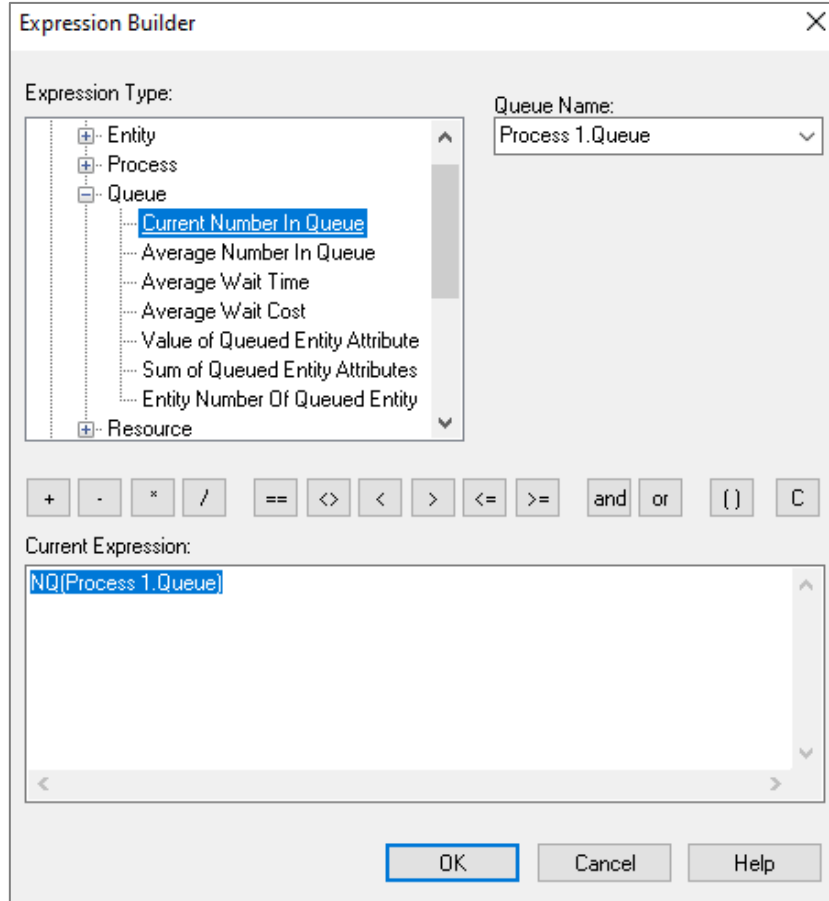 Expression Builder
Expression Type:
Queue Name:
Process 1.Queue
Entity
Process
Queue
Current Number In Queue
Average Number In Queue
Average Wait Time
Average Wait Cost
Value of Queued Entity Attribute
Sum of Queued Entity Attributes
Entity Number Of Queued Entity
Resource
+ - * / == <> < > <= >= and or ( ) C
Current Expression:
NQ(Process 1.Queue)
OK Cancel Help